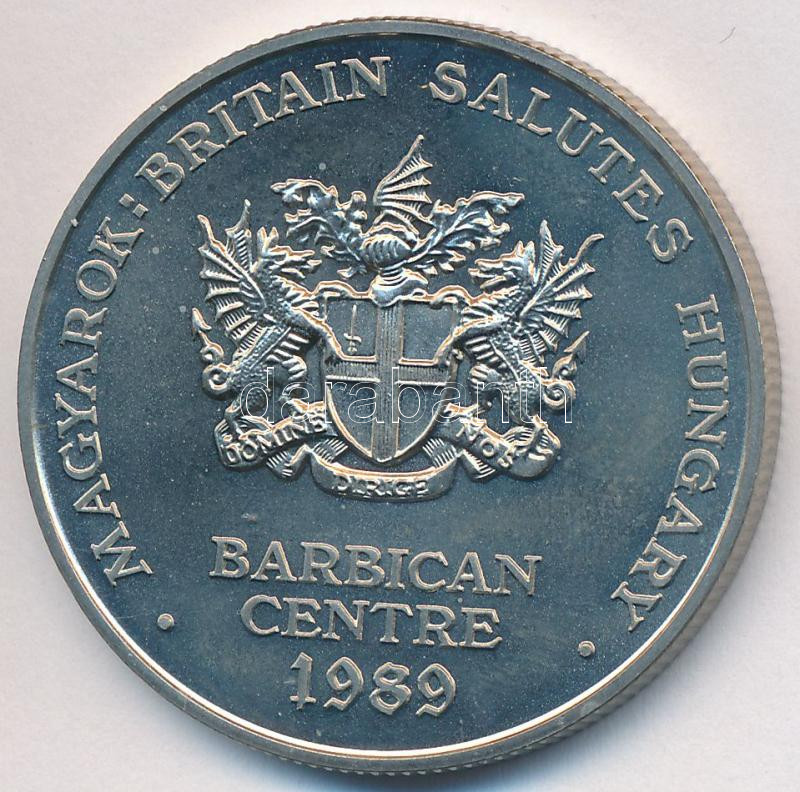 MAGYAROK: BRITAIN SALUTES HUNGARY
DOMINE DIRIGE NOS
BARBICAN
CENTRE
1989
darabanth